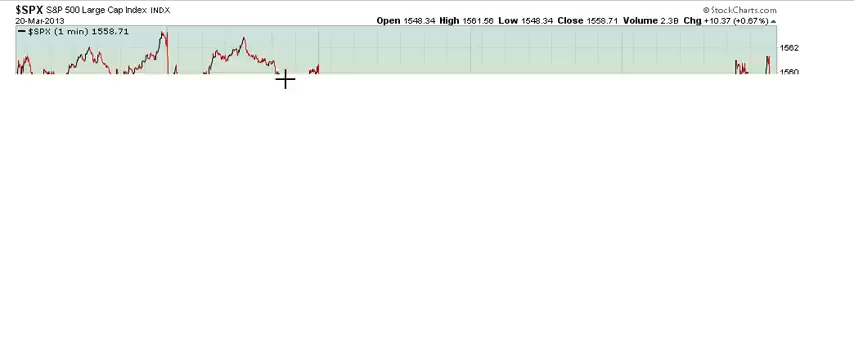 $SPX S&P 500 Large Cap Index INDX
© StockCharts.com
20-Mar-2013
Open 1548.34 High 1561.56 Low 1548.34 Close 1558.71 Volume 2.3B Chg +10.37 (+0.67%)
$SPX (1 min) 1558.71
1562
1560